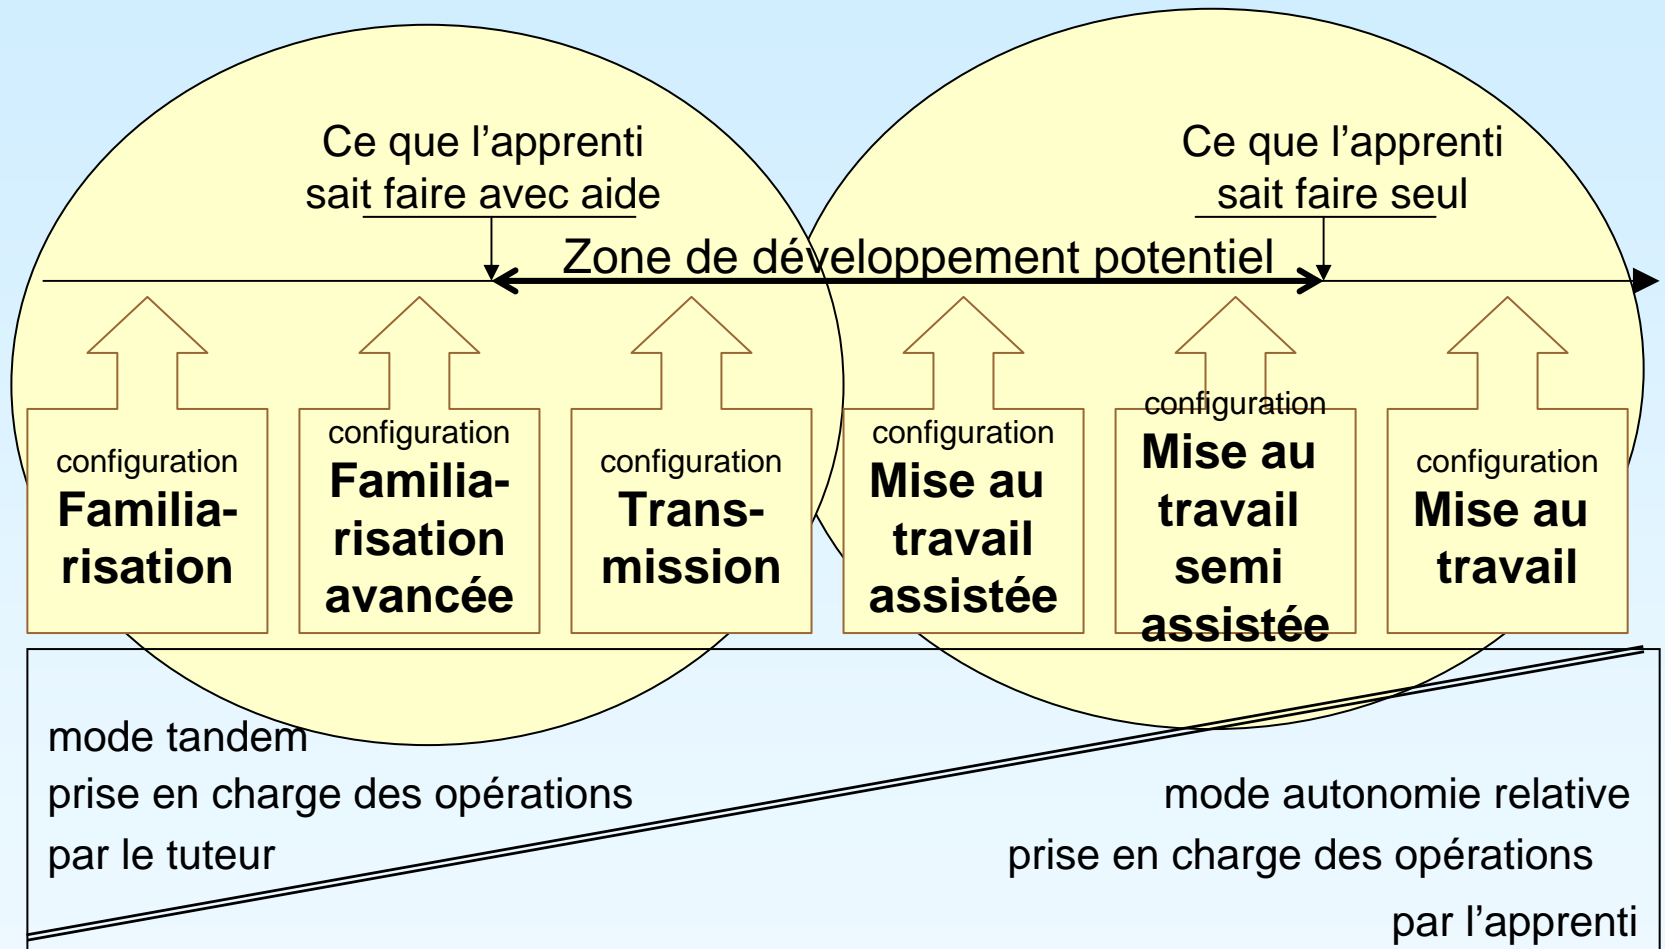 Ce que l’apprenti
sait faire avec aide
Ce que l’apprenti
sait faire seul
Zone de développement potentiel
configuration
Familia-
risation
configuration
Familia-
risation
avancée
configuration
Trans-
mission
configuration
Mise au
travail
assistée
configuration
Mise au
travail
semi
assistée
configuration
Mise au
travail
mode tandem
prise en charge des opérations
par le tuteur
mode autonomie relative
prise en charge des opérations
par l'apprenti